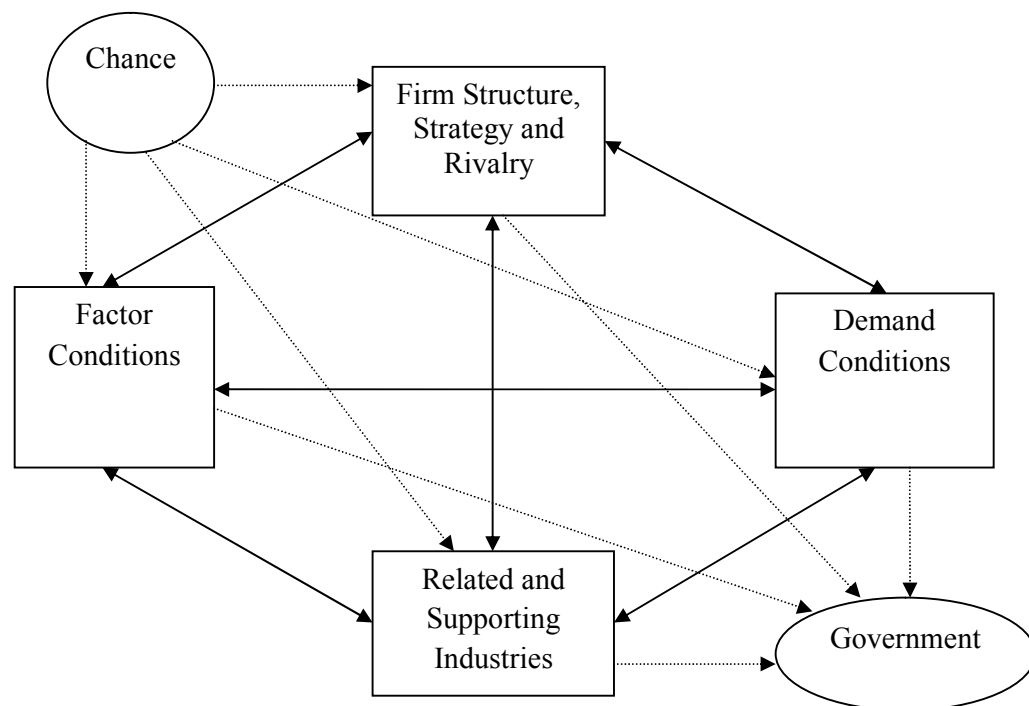 Chance
Firm Structure,
Strategy and
Rivalry
Factor
Conditions
Demand
Conditions
Related and
Supporting
Industries
Government